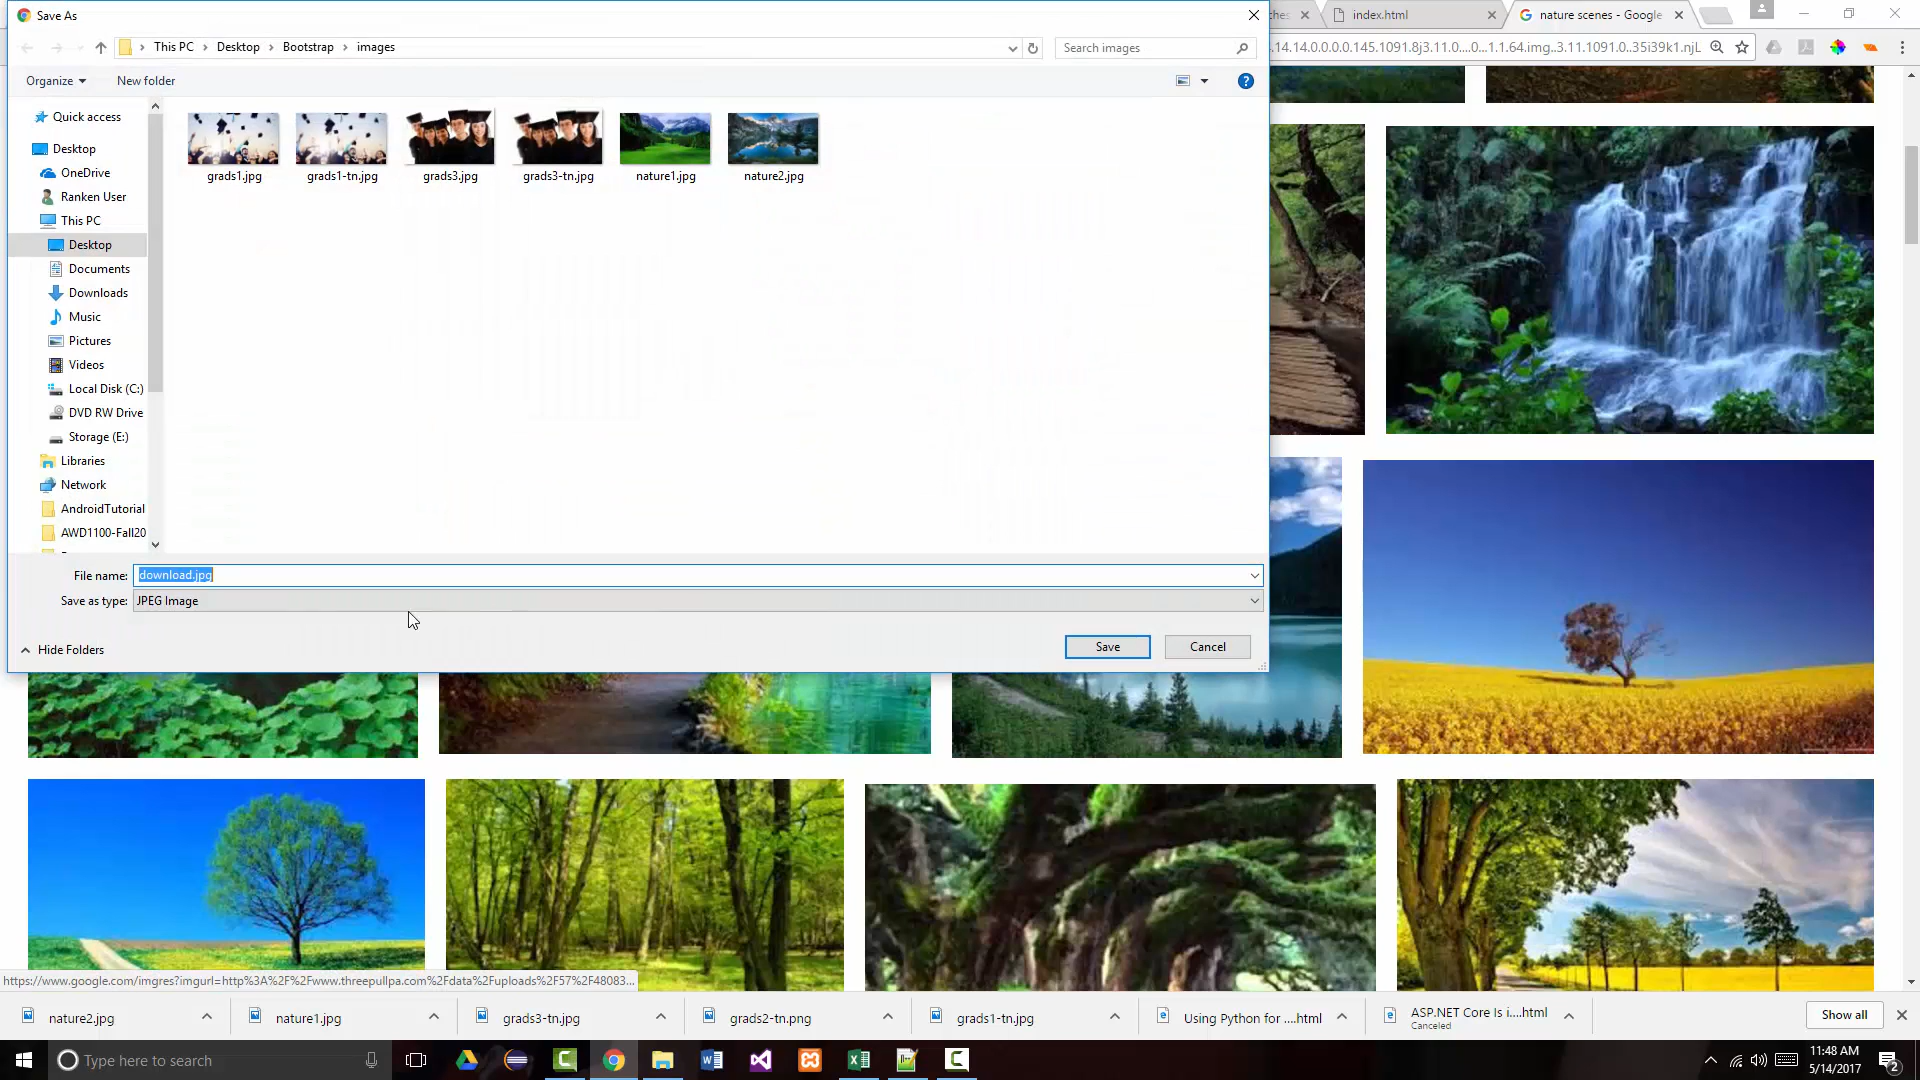 Save As
ches
index.html
nature scenes - Google
This PC
Desktop
Bootstrap
images
Search images
.14.14.0.0.0.0.145.1091.8j3.11.0....0...1.1.64.img..3.11.1091.0..35i39k1.njL
Organize
New folder
Quick access
Desktop
OneDrive
Ranken User
This PC
Desktop
Documents
Downloads
Music
Pictures
Videos
Local Disk (C:)
DVD RW Drive
Storage (E:)
Libraries
Network
AndroidTutorial
AWD1100-Fall20
grads1.jpg
grads1-tn.jpg
grads3.jpg
grads3-tn.jpg
nature1.jpg
nature2.jpg
File name:
download.jpg
Save as type:
JPEG Image
Hide Folders
Save
Cancel
https://www.google.com/imgres?imgurl=http%3A%2F%2Fwww.threepullpa.com%2Fdata%2Fuploads%2F57%2F48083...
nature2.jpg
nature1.jpg
grads3-tn.jpg
grads2-tn.png
grads1-tn.jpg
Using Python for ....html
ASP.NET Core Is i....html
Canceled
Show all
Type here to search
11:48 AM
5/14/2017
2